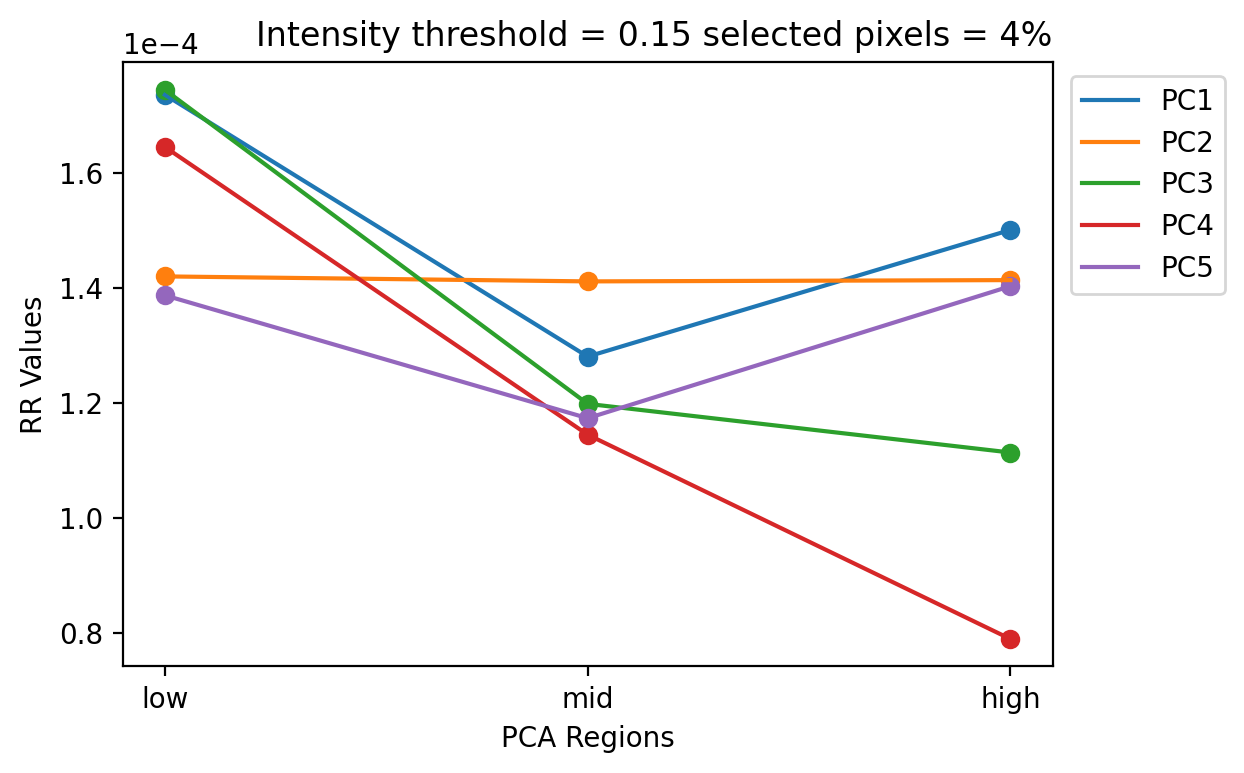 Intensity threshold = 0.15 selected pixels = 4%
1e−4
1.6
1.4
1.2
1.0
0.8
RR Values
low
mid
high
PCA Regions
PC1
PC2
PC3
PC4
PC5